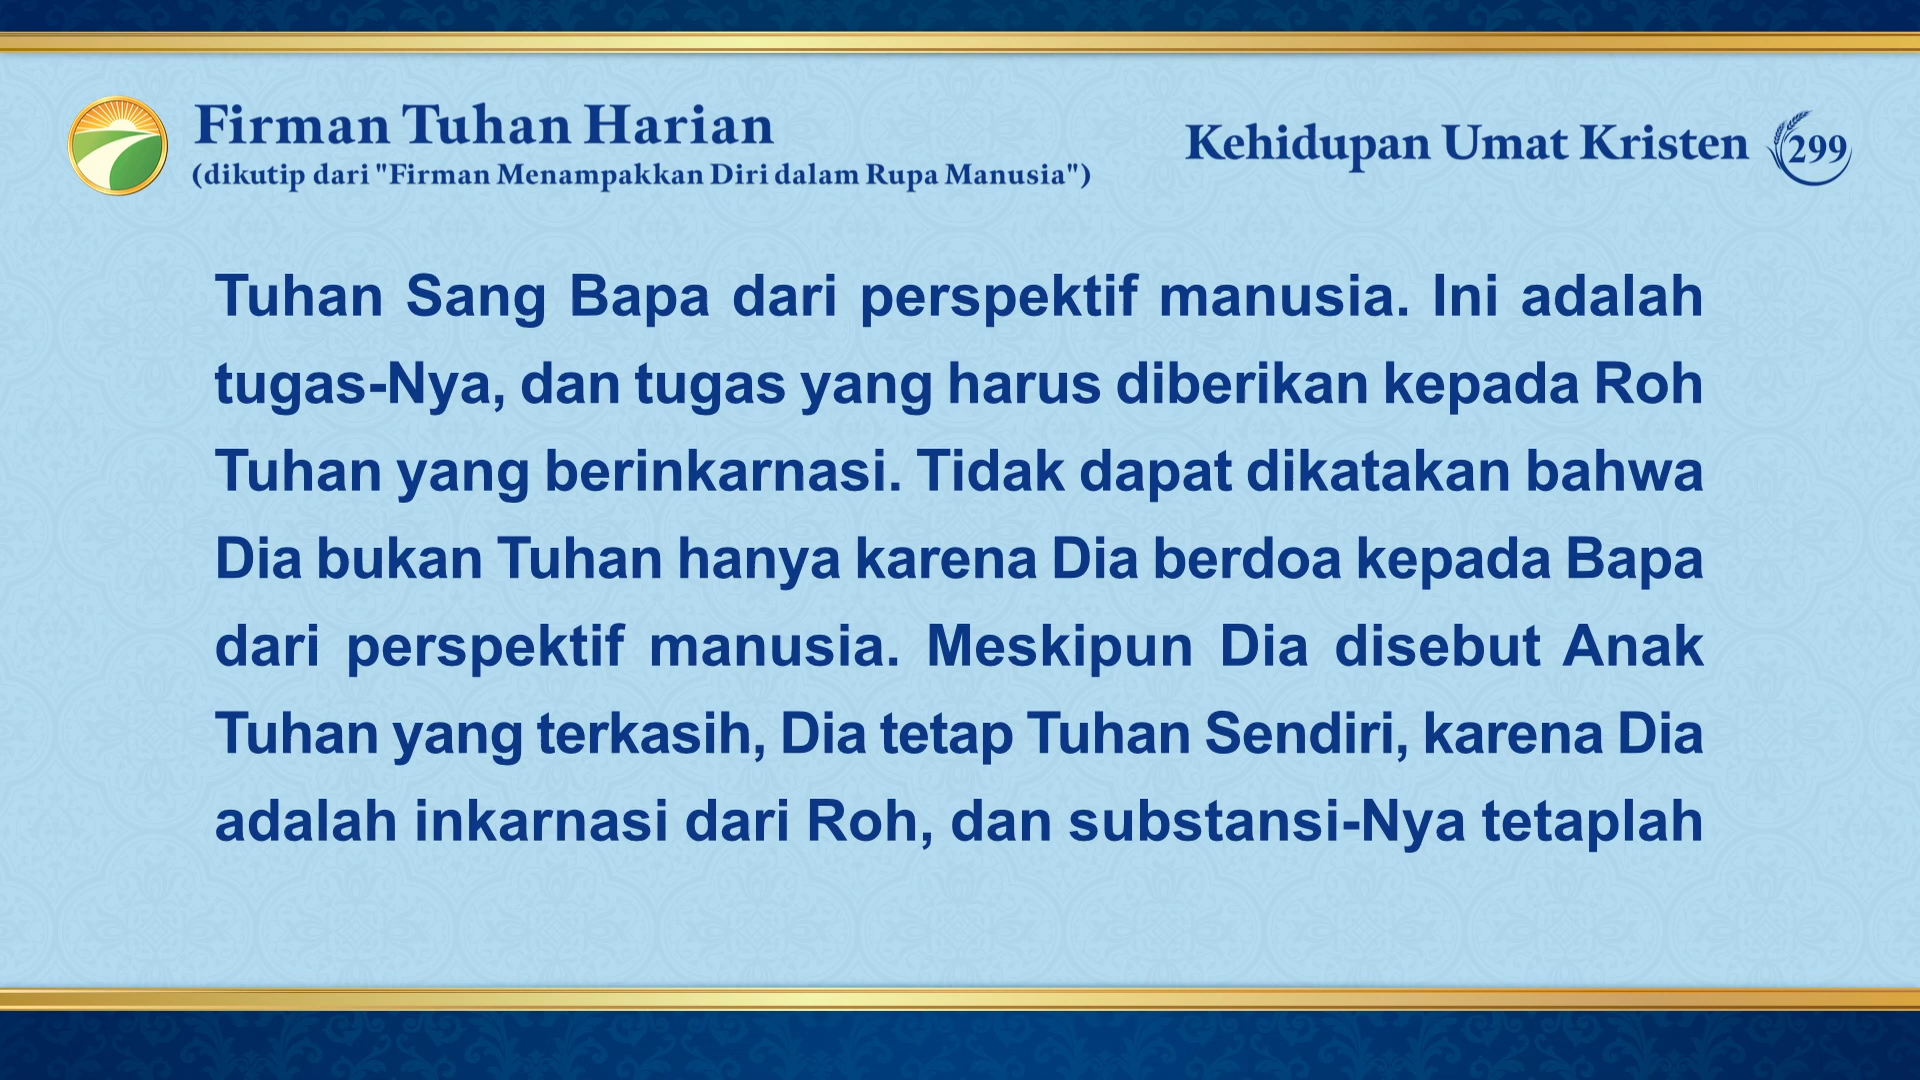 Firman Tuhan Harian
(dikutip dari "Firman Menampakkan Diri dalam Rupa Manusia")
Kehidupan Umat Kristen 299
Tuhan Sang Bapa dari perspektif manusia. Ini adalah
tugas-Nya, dan tugas yang harus diberikan kepada Roh
Tuhan yang berinkarnasi. Tidak dapat dikatakan bahwa
Dia bukan Tuhan hanya karena Dia berdoa kepada Bapa
dari perspektif manusia. Meskipun Dia disebut Anak
Tuhan yang terkasih, Dia tetap Tuhan Sendiri, karena Dia
adalah inkarnasi dari Roh, dan substansi-Nya tetaplah